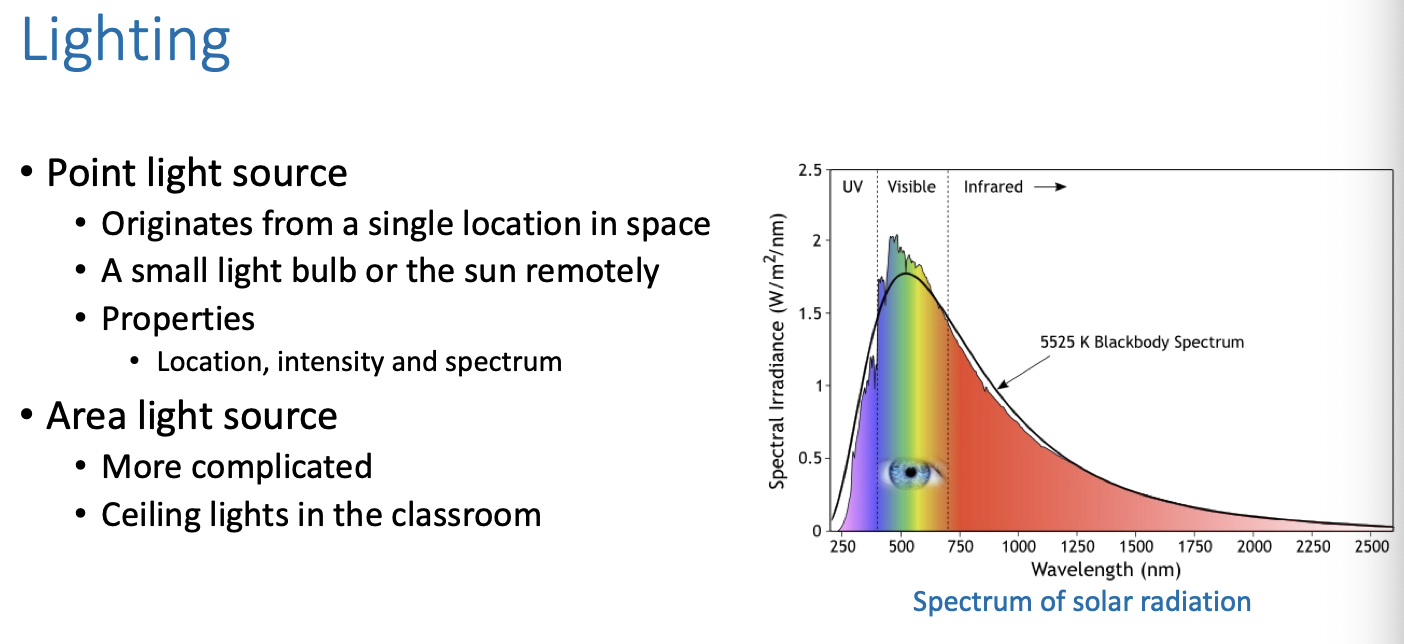 Lighting
• Point light source
• Originates from a single location in space
• A small light bulb or the sun remotely
• Properties
• Location, intensity and spectrum
• Area light source
• More complicated
• Ceiling lights in the classroom
Spectral Irradiance (W/m²/nm)
2.5
2
1.5
1
0.5
0
UV
Visible
Infrared
5525 K Blackbody Spectrum
250 500 750 1000 1250 1500 1750 2000 2250 2500
Wavelength (nm)
Spectrum of solar radiation